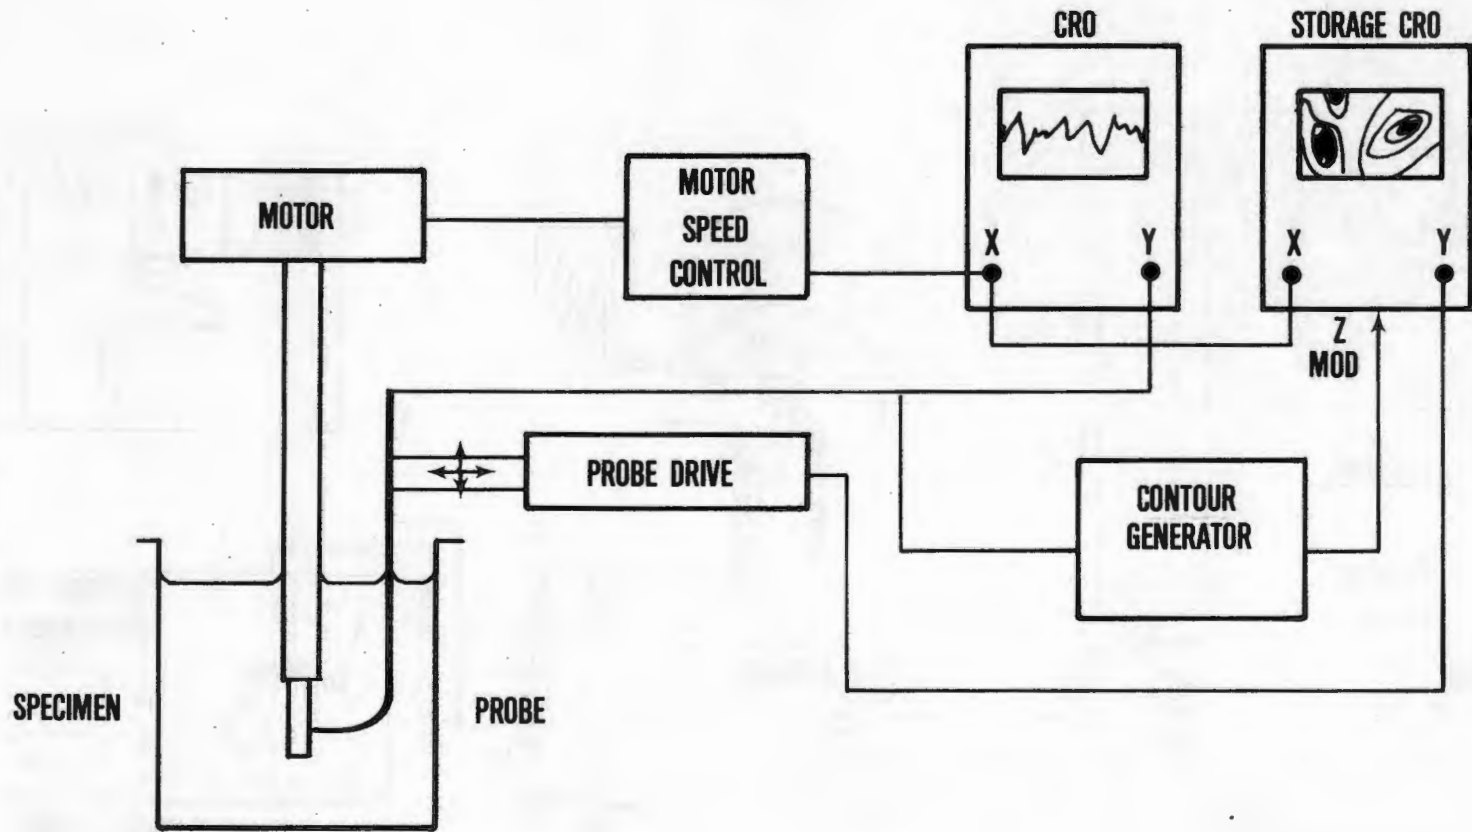 CRO
STORAGE CRO
MOTOR
MOTOR
SPEED
CONTROL
X
Y
X
Y
Z
MOD
PROBE DRIVE
CONTOUR
GENERATOR
SPECIMEN
PROBE